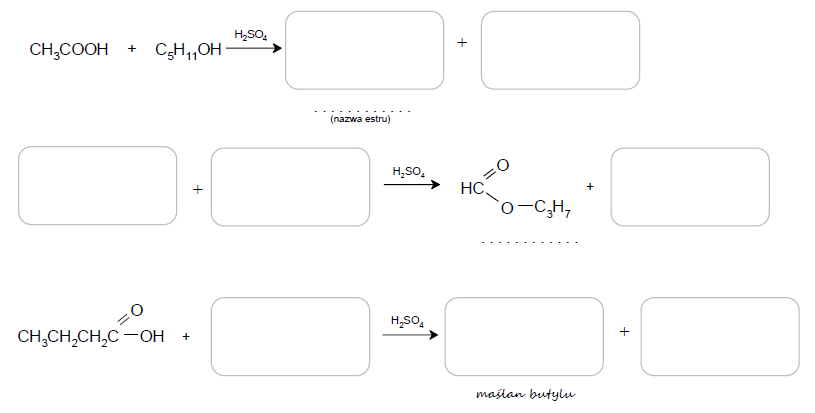 H₂SO₄
CH₃COOH + C₅H₁₁OH +
(nazwa estru)
H₂SO₄ O
+ HC +
O – C₃H₇
O H₂SO₄
CH₃CH₂CH₂C – OH + +
maślan butylu